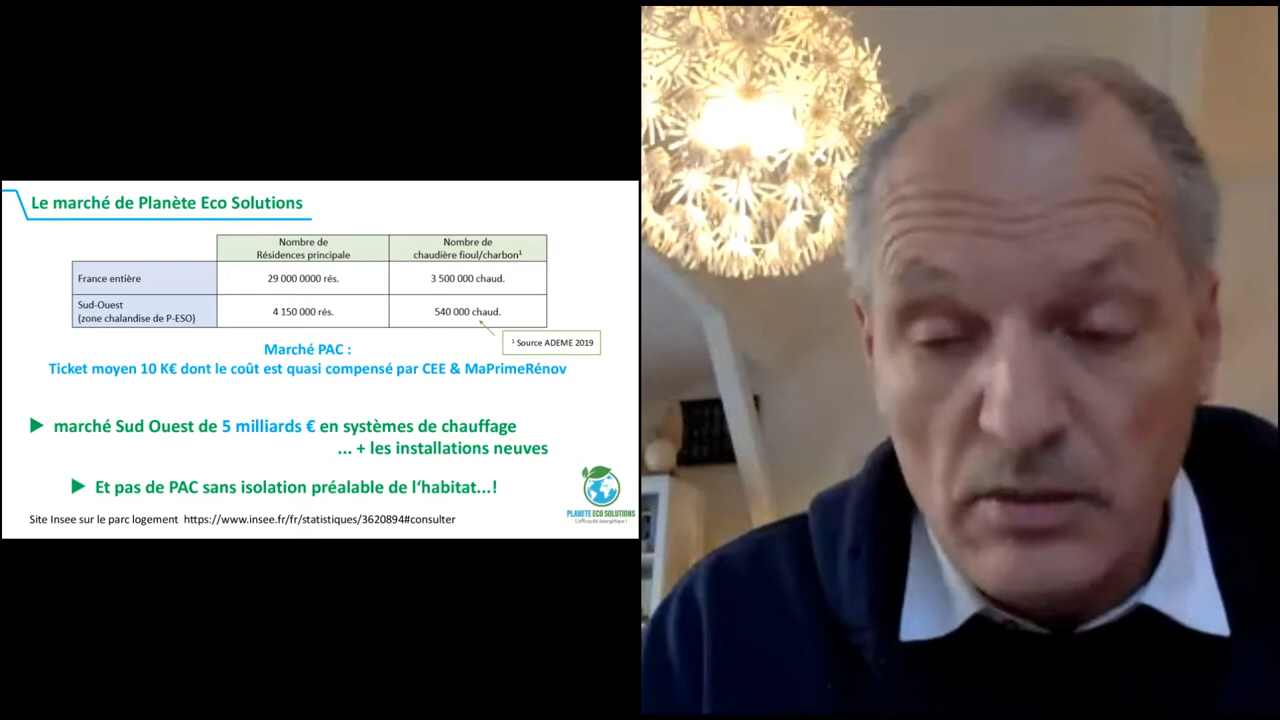 Le marché de Planète Eco Solutions
Nombre de
Résidences principale
Nombre de
chaudière fioul/charbon¹
France entière
29 000 0000 rés.
3 500 000 chaud.
Sud-Ouest
(zone chalandise de P-ESO)
4 150 000 rés.
540 000 chaud.
¹ Source ADEME 2019
Marché PAC :
Ticket moyen 10 K€ dont le coût est quasi compensé par CEE & MaPrimeRénov
marché Sud Ouest de 5 milliards € en systèmes de chauffage
... + les installations neuves
Et pas de PAC sans isolation préalable de l‘habitat...!
PLANETE ECO SOLUTIONS
L'efficacité énergétique !
Site Insee sur le parc logement https://www.insee.fr/fr/statistiques/3620894#consulter